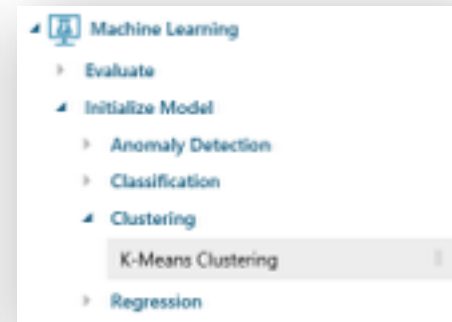 Machine Learning
Evaluate
Initialize Model
Anomaly Detection
Classification
Clustering
K-Means Clustering
Regression